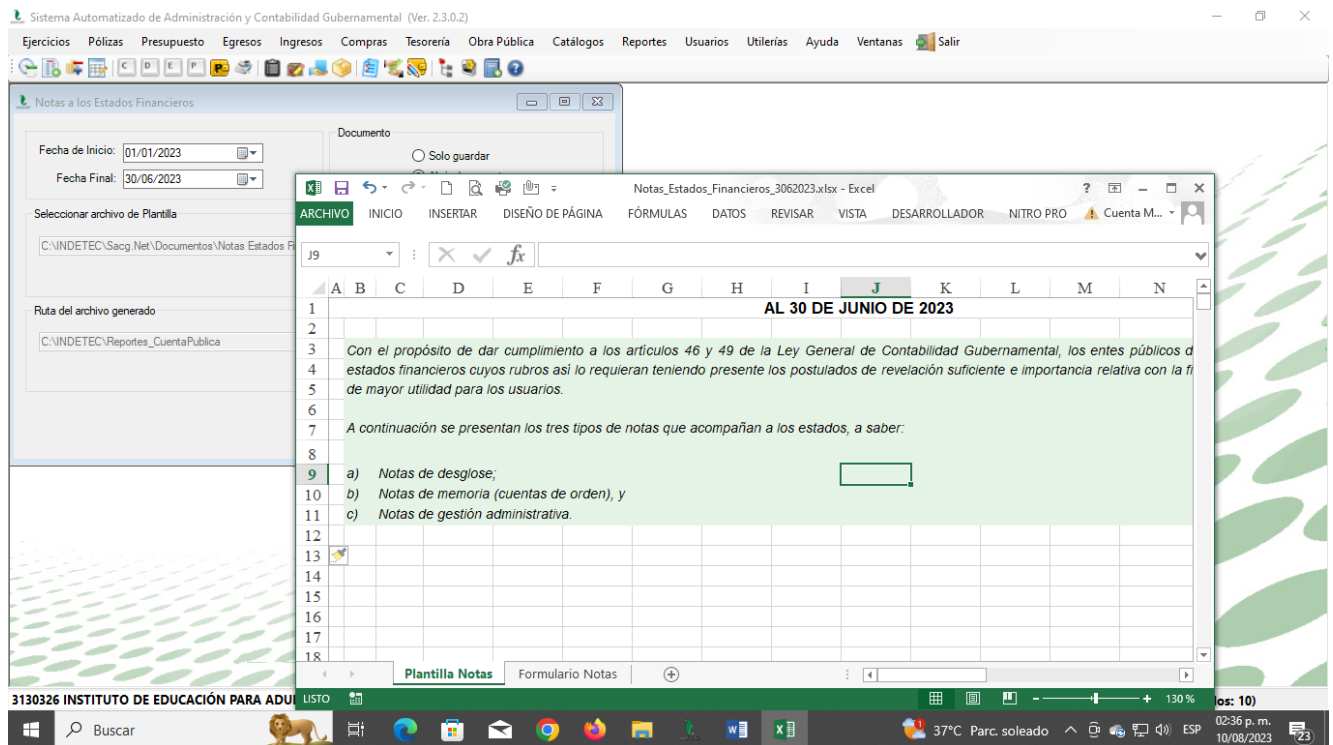 Sistema Automatizado de Administración y Contabilidad Gubernamental (Ver. 2.3.0.2)
Ejercicios Pólizas Presupuesto Egresos Ingresos Compras Tesorería Obra Pública Catálogos Reportes Usuarios Utilerías Ayuda Ventanas Salir
C D E P
Notas a los Estados Financieros
Documento
Fecha de Inicio: 01/01/2023
Solo guardar
Fecha Final: 30/06/2023
Seleccionar archivo de Plantilla
C:\INDETEC\Sacg.Net\Documentos\Notas Estados
Ruta del archivo generado
C:\INDETEC\Reportes_CuentaPublica
Notas_Estados_Financieros_3062023.xlsx - Excel
ARCHIVO INICIO INSERTAR DISEÑO DE PÁGINA FÓRMULAS DATOS REVISAR VISTA DESARROLLADOR NITRO PRO Cuenta M...
J9 fx
A B C D E F G H I J K L M N
1 AL 30 DE JUNIO DE 2023
2
3 Con el propósito de dar cumplimiento a los artículos 46 y 49 de la Ley General de Contabilidad Gubernamental, los entes públicos d
4 estados financieros cuyos rubros así lo requieran teniendo presente los postulados de revelación suficiente e importancia relativa con la fi
5 de mayor utilidad para los usuarios.
6
7 A continuación se presentan los tres tipos de notas que acompañan a los estados, a saber:
8
9 a) Notas de desglose;
10 b) Notas de memoria (cuentas de orden), y
11 c) Notas de gestión administrativa.
12
13
14
15
16
17
18
Plantilla Notas Formulario Notas
LISTO 130 %
3130326 INSTITUTO DE EDUCACIÓN PARA ADU
os: 10)
Buscar
37°C Parc. soleado ESP
02:36 p. m.
10/08/2023
23